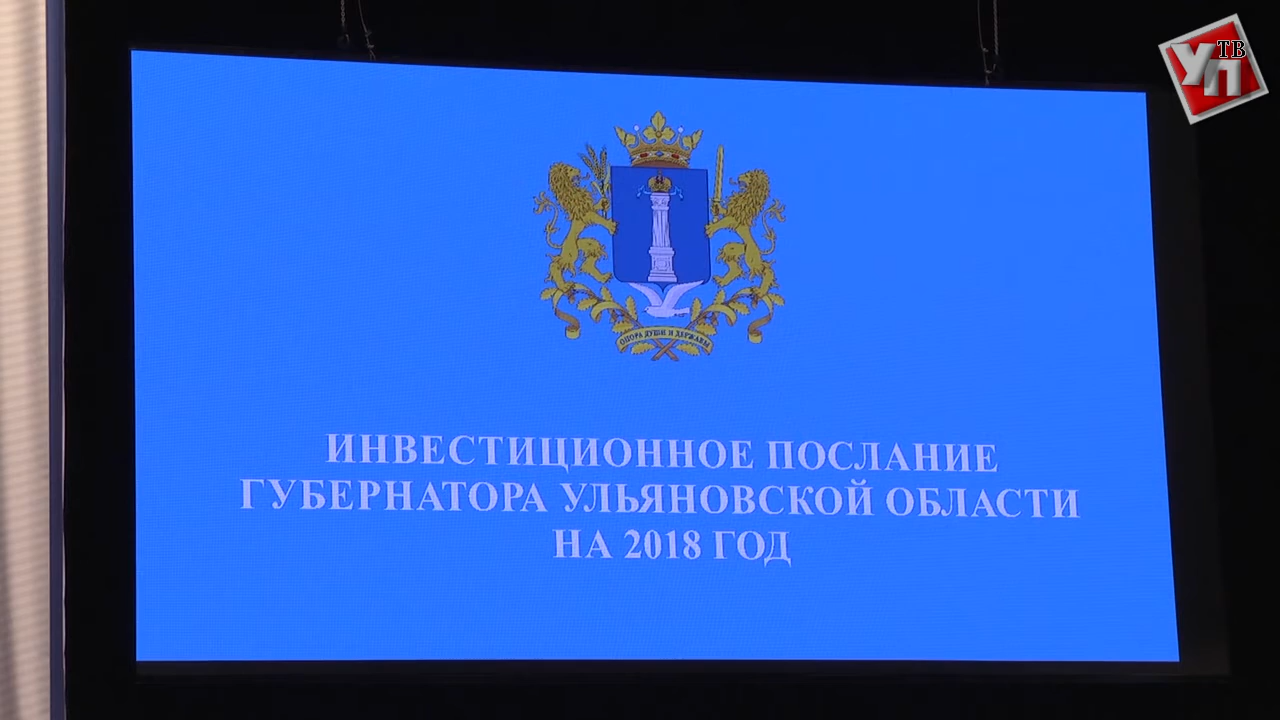 УП ТВ
ОПОРА ДУШИ И ДЕРЖАВЫ
ИНВЕСТИЦИОННОЕ ПОСЛАНИЕ
ГУБЕРНАТОРА УЛЬЯНОВСКОЙ ОБЛАСТИ
НА 2018 ГОД